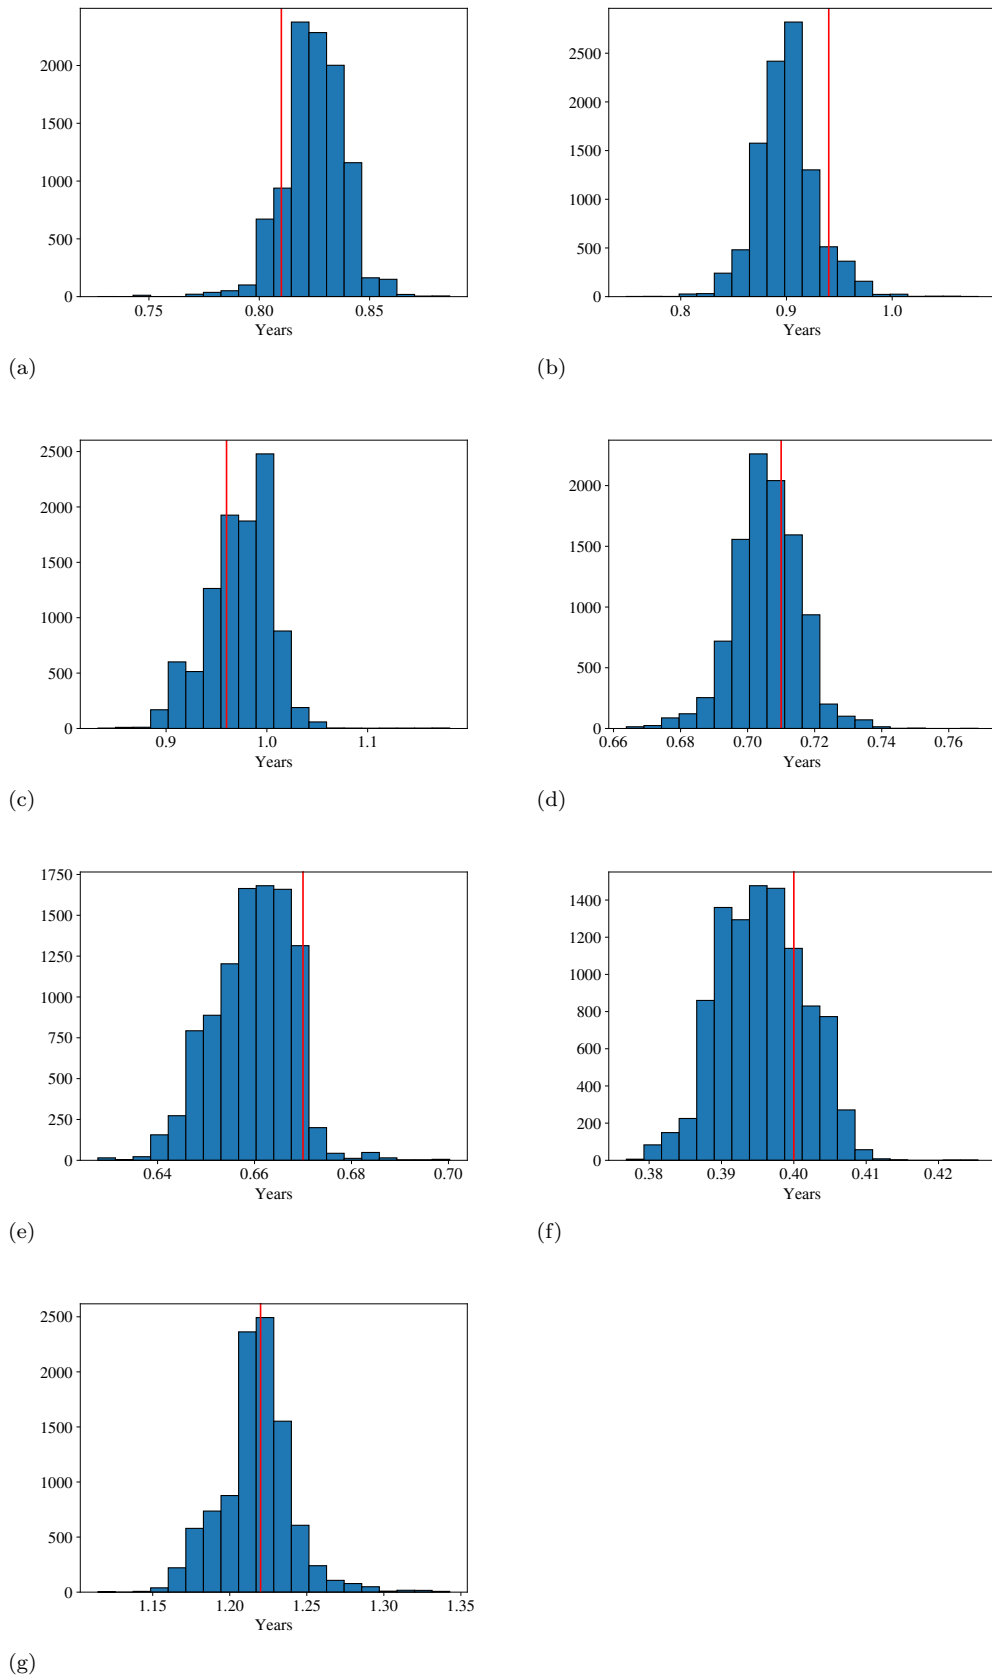 2000
1500
1000
500
0
0.75 0.80 0.85
Years
(a)
2500
2000
1500
1000
500
0
0.8 0.9 1.0
Years
(b)
2500
2000
1500
1000
500
0
0.9 1.0 1.1
Years
(c)
2000
1500
1000
500
0
0.66 0.68 0.70 0.72 0.74 0.76
Years
(d)
1750
1500
1250
1000
750
500
250
0
0.64 0.66 0.68 0.70
Years
(e)
1400
1200
1000
800
600
400
200
0
0.38 0.39 0.40 0.41 0.42
Years
(f)
2500
2000
1500
1000
500
0
1.15 1.20 1.25 1.30 1.35
Years
(g)